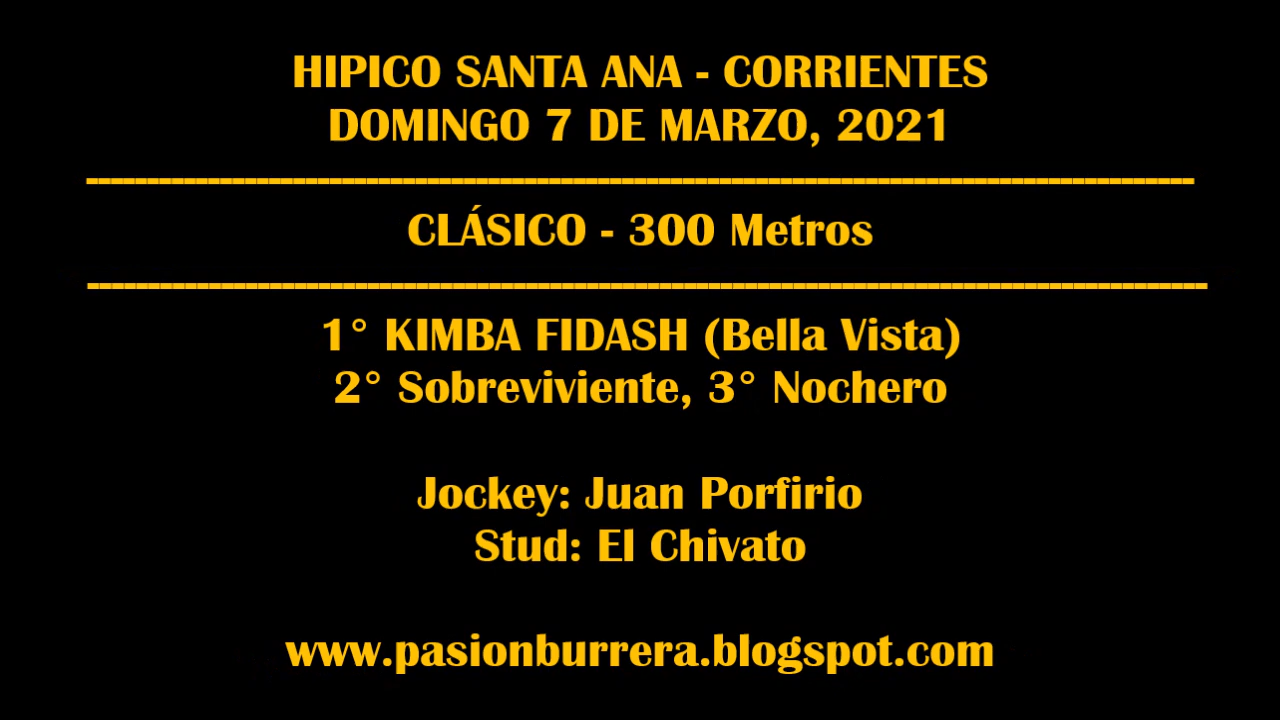 HIPICO SANTA ANA - CORRIENTES
DOMINGO 7 DE MARZO, 2021
CLÁSICO - 300 Metros
1° KIMBA FIDASH (Bella Vista)
2° Sobreviviente, 3° Nochero
Jockey: Juan Porfirio
Stud: El Chivato
www.pasionburrera.blogspot.com